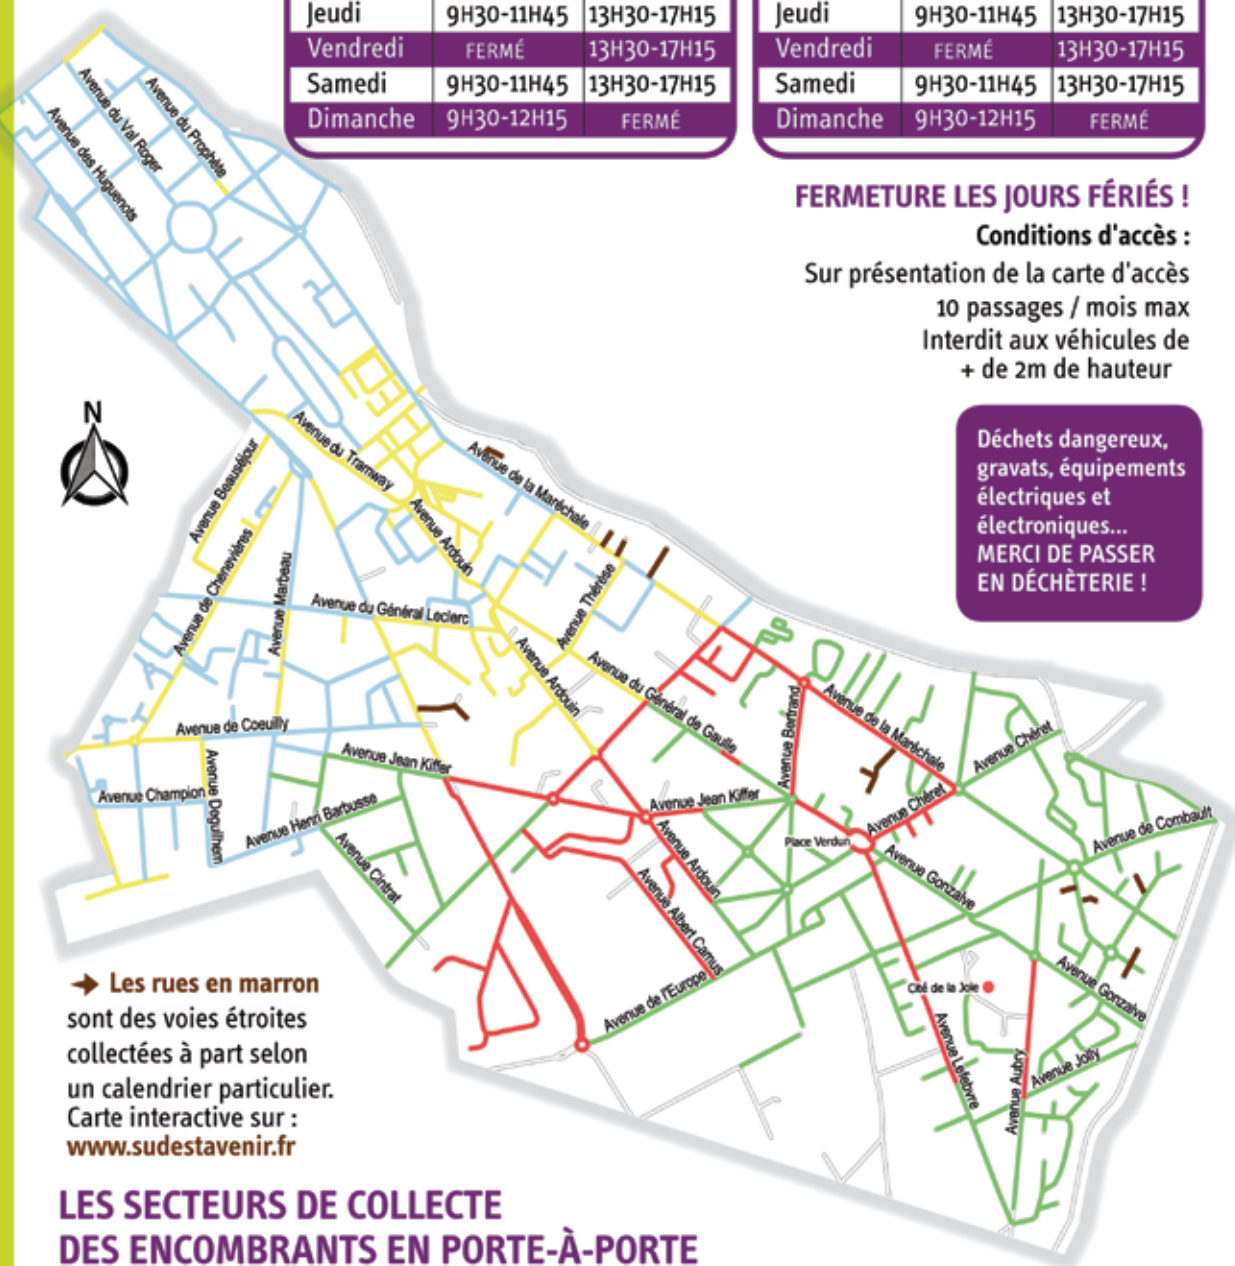 Jeudi 9H30-11H45 13H30-17H15
Vendredi FERMÉ 13H30-17H15
Samedi 9H30-11H45 13H30-17H15
Dimanche 9H30-12H15 FERMÉ
Jeudi 9H30-11H45 13H30-17H15
Vendredi FERMÉ 13H30-17H15
Samedi 9H30-11H45 13H30-17H15
Dimanche 9H30-12H15 FERMÉ
FERMETURE LES JOURS FÉRIÉS !
Conditions d'accès :
Sur présentation de la carte d'accès
10 passages / mois max
Interdit aux véhicules de
+ de 2m de hauteur
Déchets dangereux,
gravats, équipements
électriques et
électroniques...
MERCI DE PASSER
EN DÉCHÈTERIE !
N
Avenue du Prophète
Avenue du Val Roger
Avenue des Huguenots
Avenue du Tramway
Avenue Beauséjour
Avenue de la Maréchale
Avenue Ardouin
Avenue de Chenevières
Avenue Marbeau
Avenue du Général Leclerc
Avenue Thérèse
Avenue Ardouin
Avenue du Général de Gaulle
Avenue Bertrand
Avenue de la Maréchale
Avenue Chéret
Avenue de Coeuilly
Avenue Jean Kiffer
Avenue Champion
Avenue Doguilhem
Avenue Henri Barbusse
Avenue Cintrat
Avenue Jean Kiffer
Avenue Chéret
Place Verdun
Avenue de Combault
Avenue Ardouin
Avenue Gonzalve
Avenue Albert Camus
Avenue de l'Europe
Cité de la Joie
Avenue Gonzalve
Avenue Lefebvre
Avenue Aubry
Avenue Jolly
➔ Les rues en marron
sont des voies étroites
collectées à part selon
un calendrier particulier.
Carte interactive sur :
www.sudestavenir.fr
LES SECTEURS DE COLLECTE
DES ENCOMBRANTS EN PORTE-À-PORTE